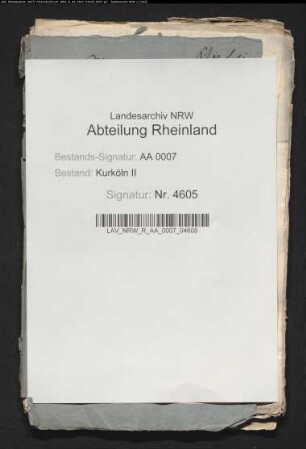 Landesarchiv NRW
Abteilung Rheinland
Bestands-Signatur: AA 0007
Bestand: Kurköln II
Signatur: Nr. 4605
LAV_NRW_R_AA_0007_04605